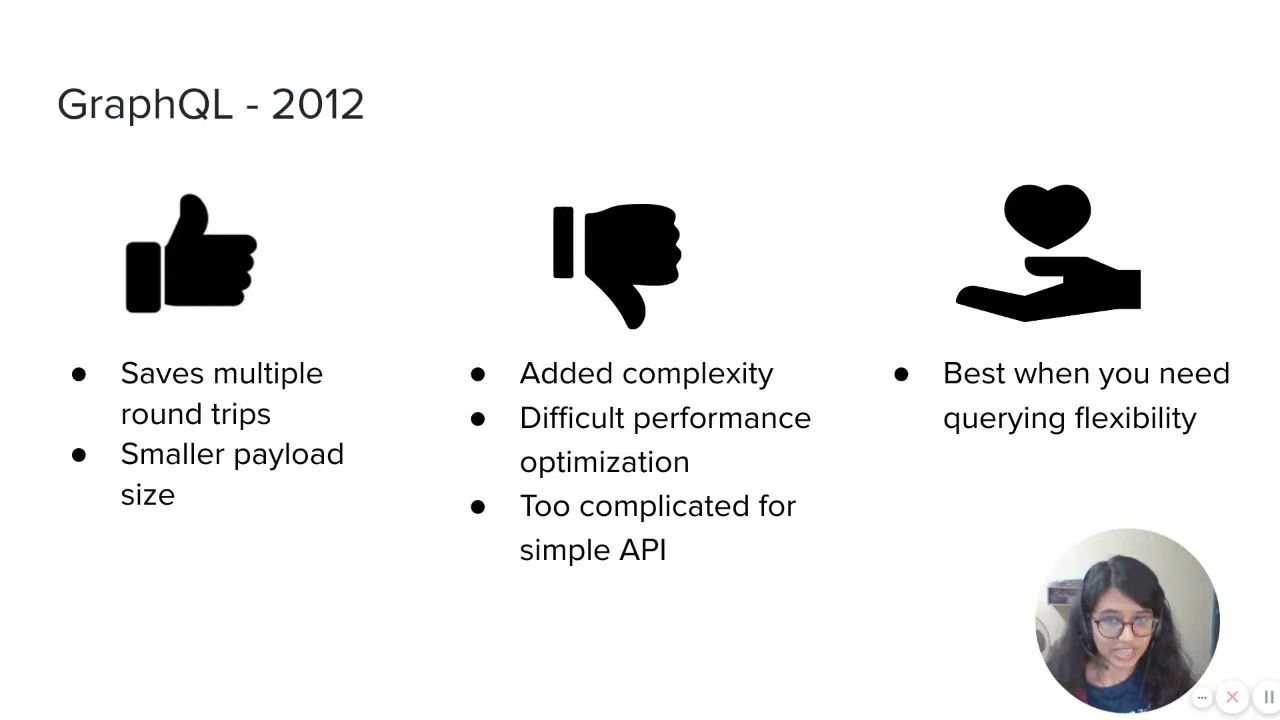 GraphQL - 2012
● Saves multiple
round trips
● Smaller payload
size
● Added complexity
● Difficult performance
optimization
● Too complicated for
simple API
● Best when you need
querying flexibility